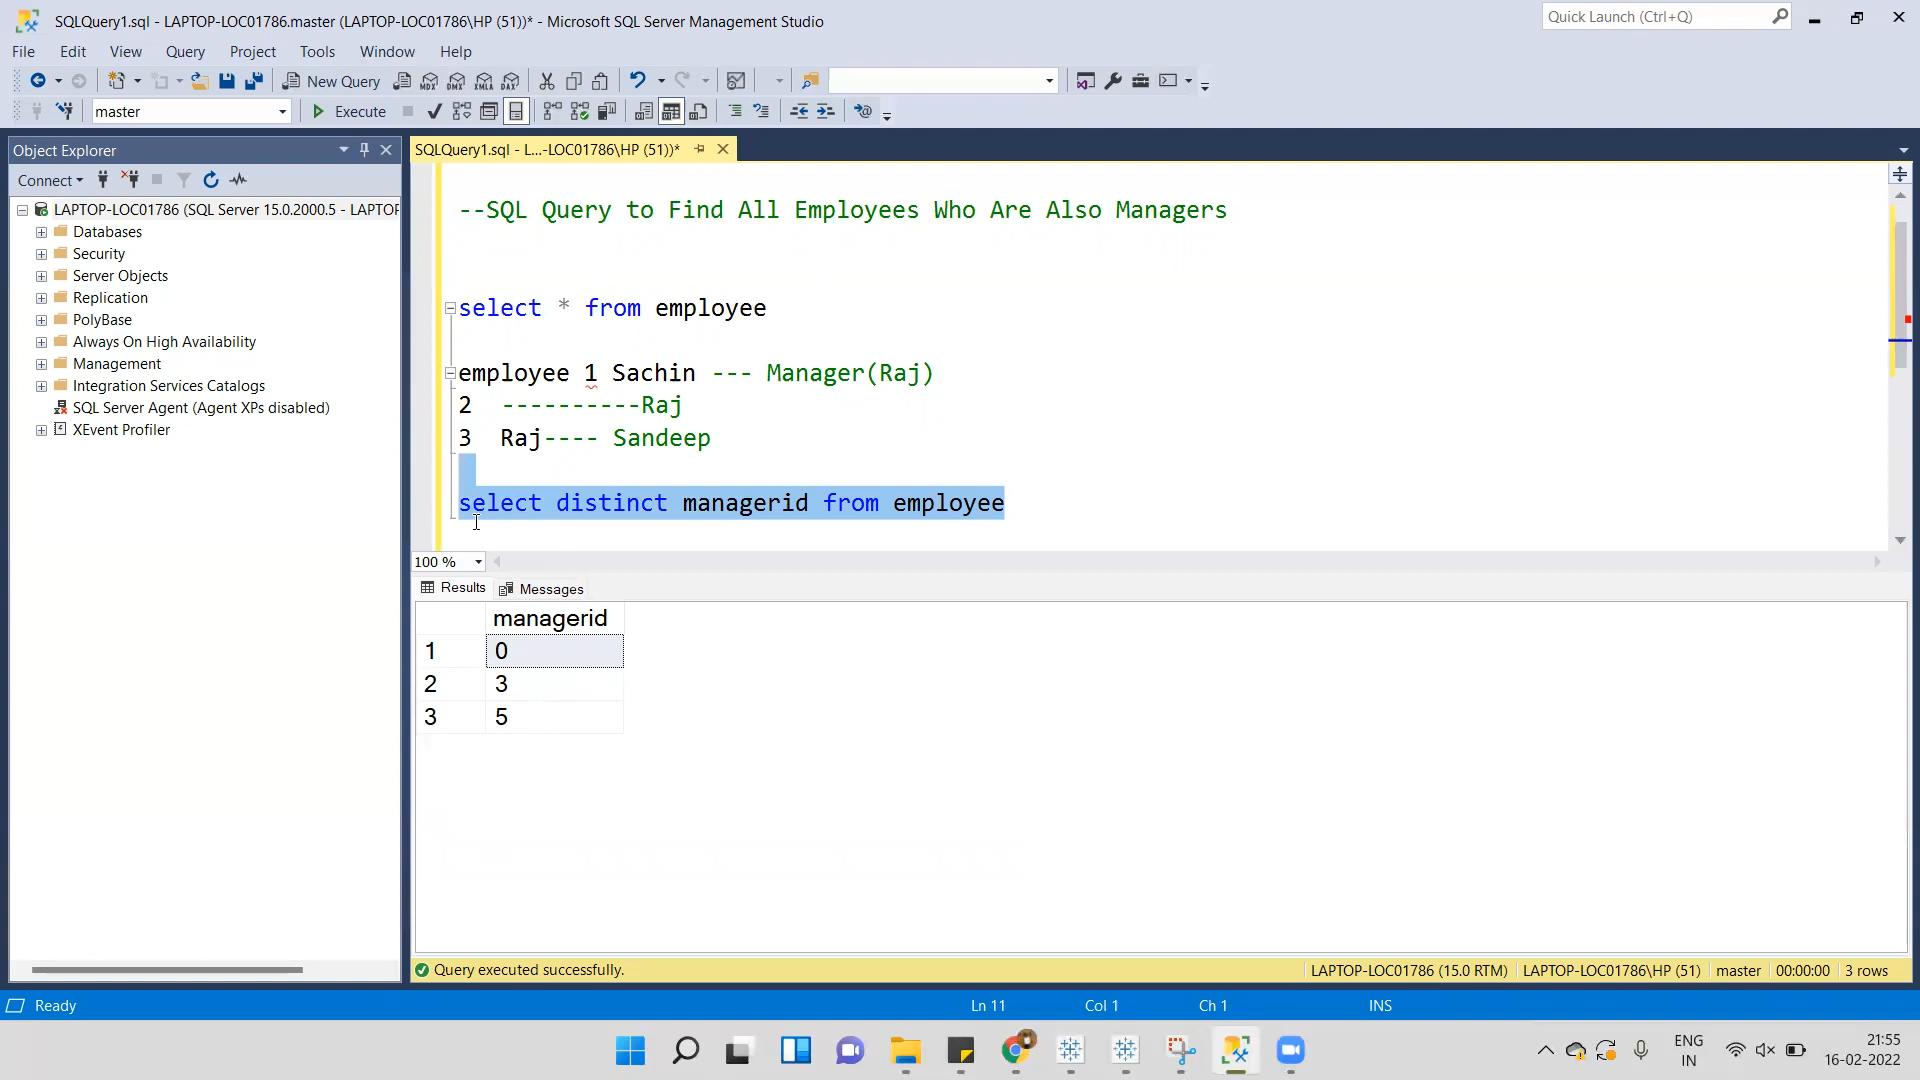 SQLQuery1.sql - LAPTOP-LOC01786.master (LAPTOP-LOC01786\HP (51))* - Microsoft SQL Server Management Studio
Quick Launch (Ctrl+Q)
File Edit View Query Project Tools Window Help
New Query
MDX DMX XMLA DAX
master
Execute
Object Explorer
Connect
LAPTOP-LOC01786 (SQL Server 15.0.2000.5 - LAPTOP
Databases
Security
Server Objects
Replication
PolyBase
Always On High Availability
Management
Integration Services Catalogs
SQL Server Agent (Agent XPs disabled)
XEvent Profiler
SQLQuery1.sql - L...-LOC01786\HP (51))*
--SQL Query to Find All Employees Who Are Also Managers
select * from employee
employee 1 Sachin --- Manager(Raj)
2 ----------Raj
3 Raj---- Sandeep
select distinct managerid from employee
100 %
Results Messages
managerid
1 0
2 3
3 5
Query executed successfully.
LAPTOP-LOC01786 (15.0 RTM) LAPTOP-LOC01786\HP (51) master 00:00:00 3 rows
Ready
Ln 11 Col 1 Ch 1 INS
ENG
IN
21:55
16-02-2022